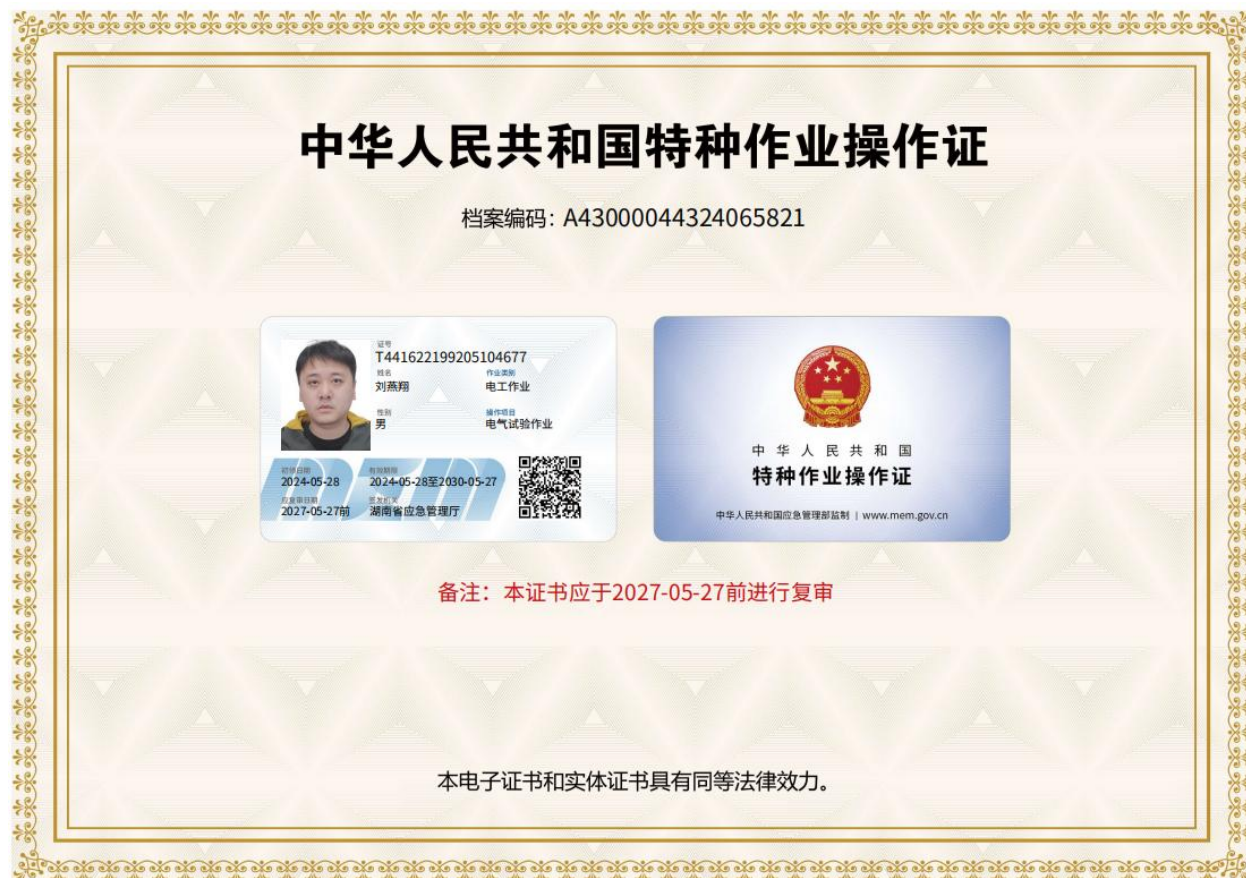 中华人民共和国特种作业操作证
档案编码：A43000044324065821
证号
T441622199205104677
姓名 作业类别
刘燕翔 电工作业
性别 操作项目
男 电气试验作业
初领日期 有效期限
2024-05-28 2024-05-28至2030-05-27
应复审日期 签发机关
2027-05-27前 湖南省应急管理厅
中华人民共和国
特种作业操作证
中华人民共和国应急管理部监制 | www.mem.gov.cn
备注：本证书应于2027-05-27前进行复审
本电子证书和实体证书具有同等法律效力。